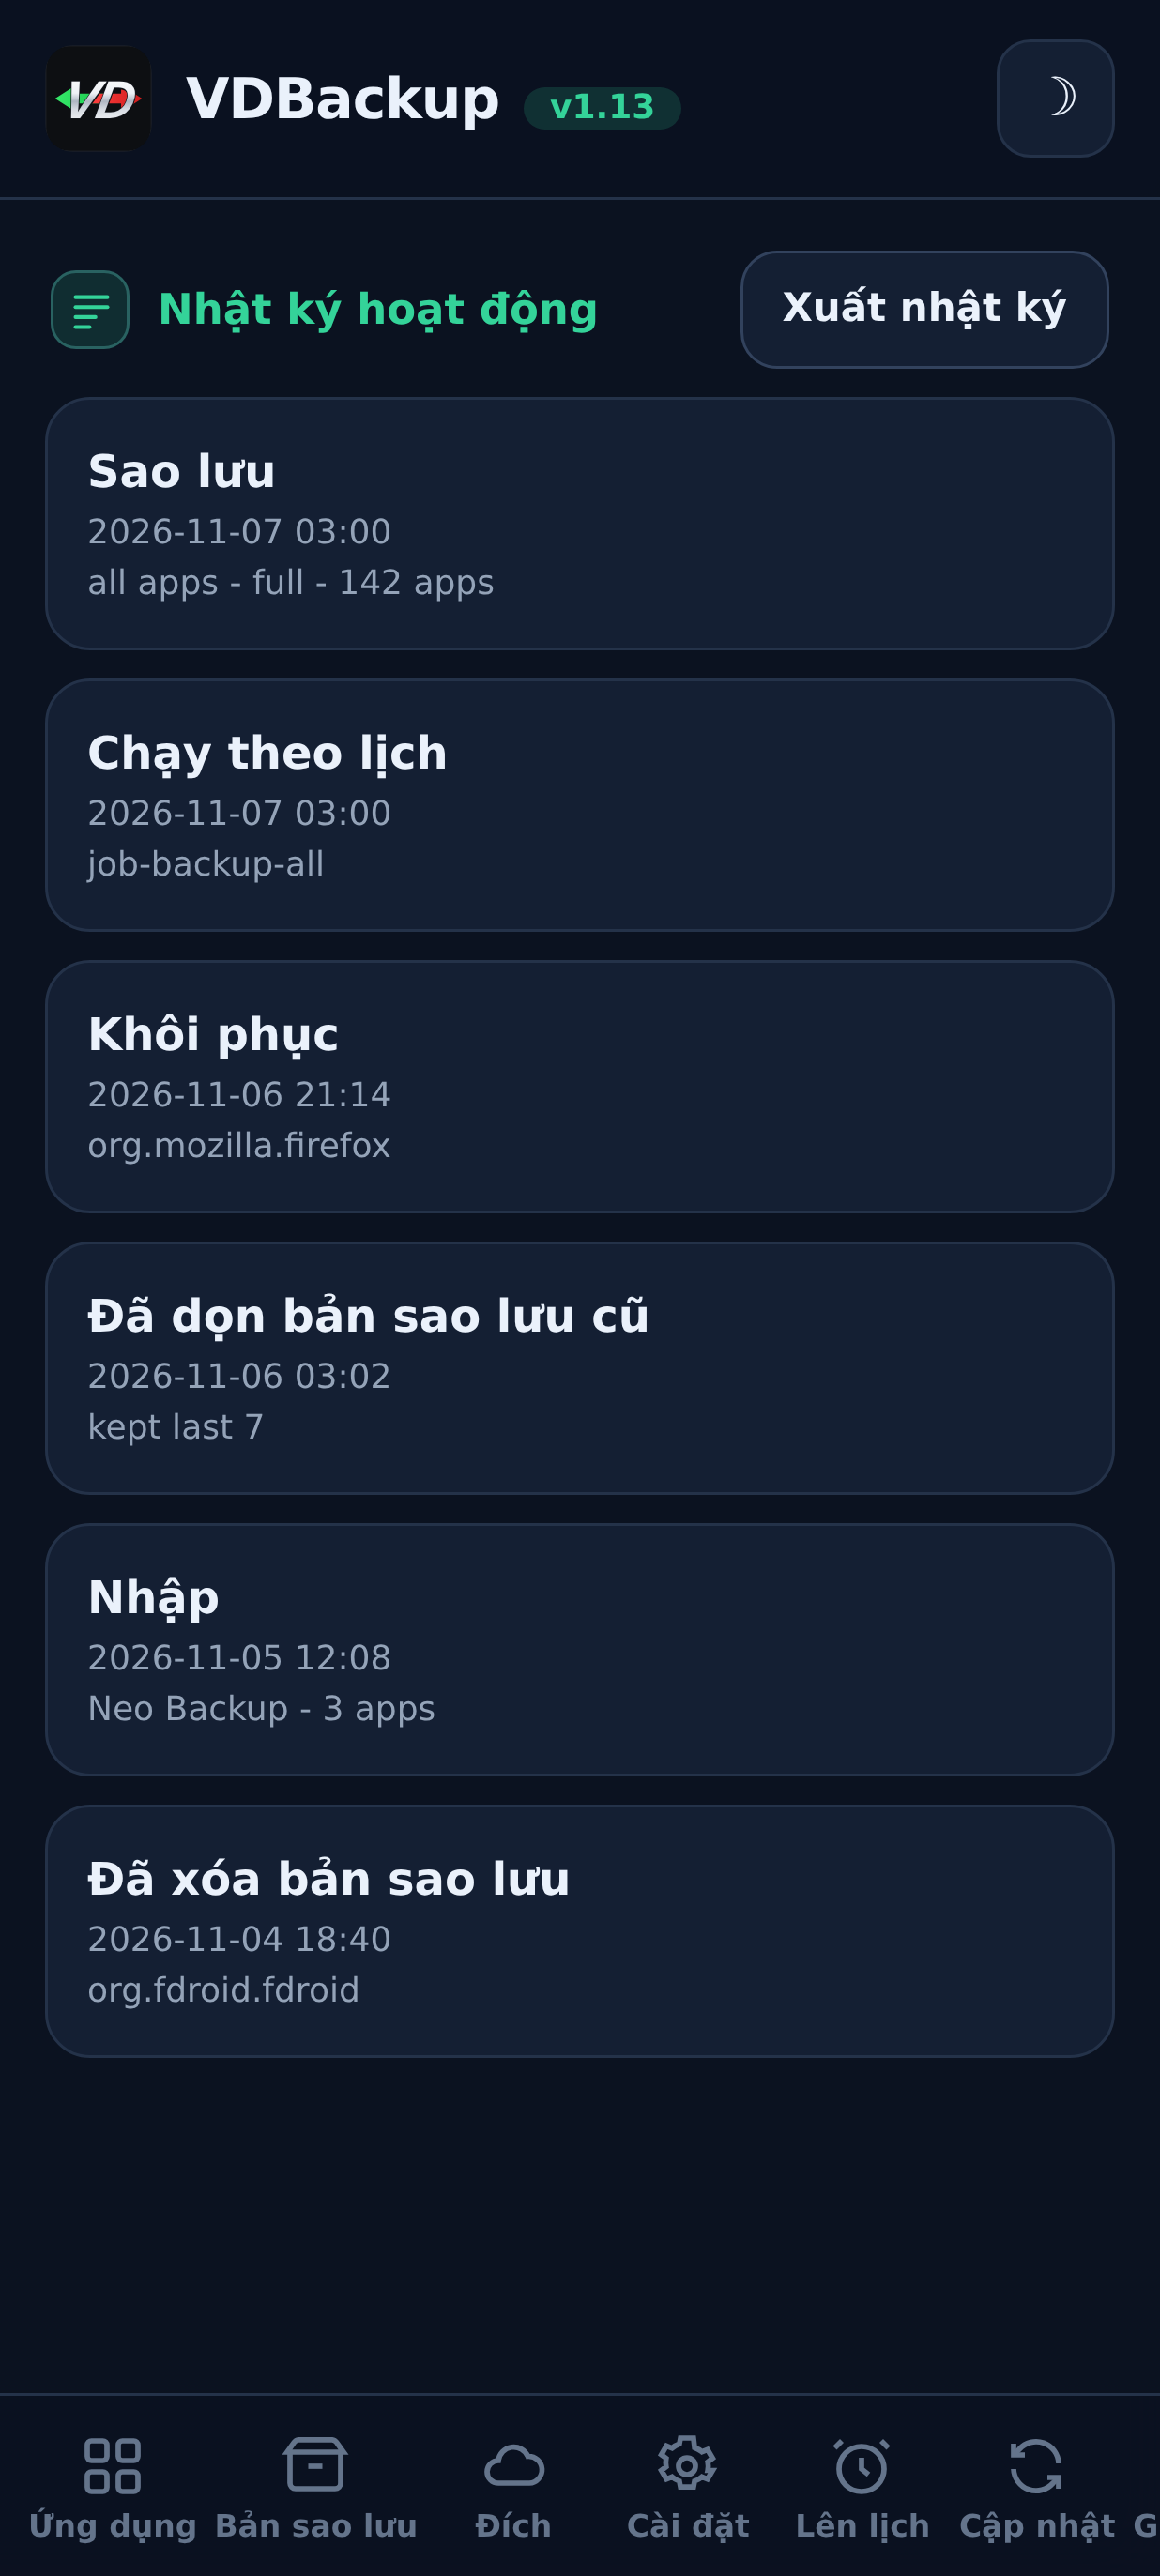 VD
VDBackup v1.13
Nhật ký hoạt động
Xuất nhật ký
Sao lưu
2026-11-07 03:00
all apps - full - 142 apps
Chạy theo lịch
2026-11-07 03:00
job-backup-all
Khôi phục
2026-11-06 21:14
org.mozilla.firefox
Đã dọn bản sao lưu cũ
2026-11-06 03:02
kept last 7
Nhập
2026-11-05 12:08
Neo Backup - 3 apps
Đã xóa bản sao lưu
2026-11-04 18:40
org.fdroid.fdroid
Ứng dụng
Bản sao lưu
Đích
Cài đặt
Lên lịch
Cập nhật